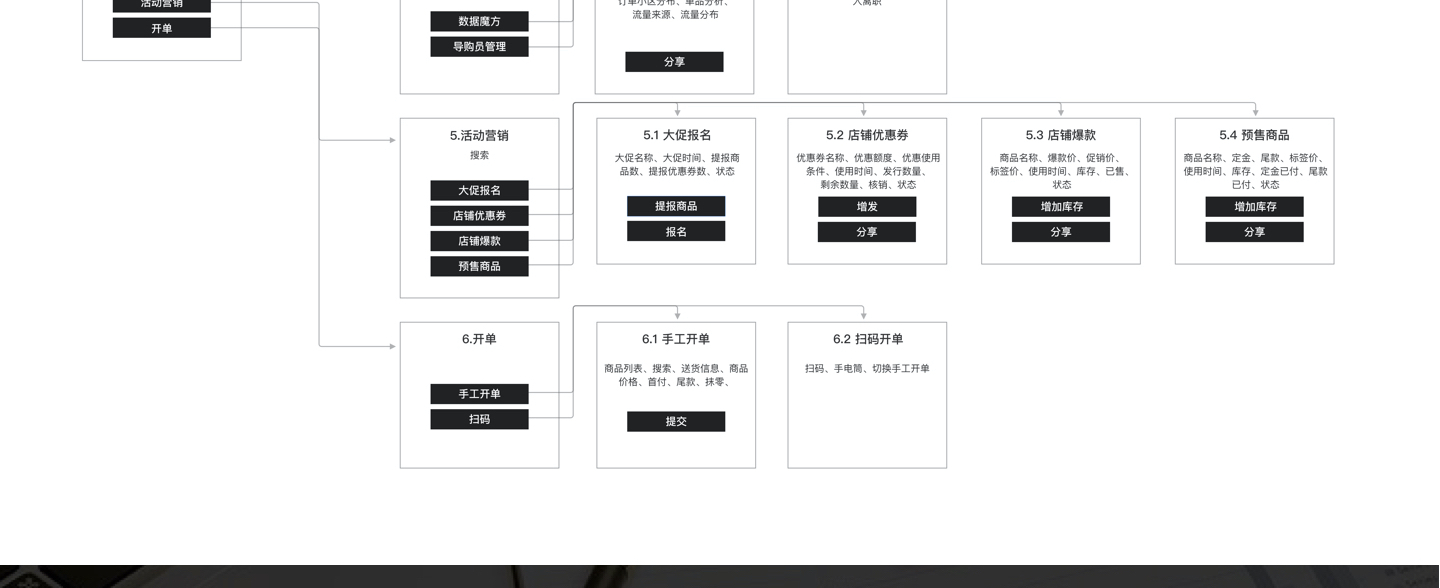 活动营销
开单
数据魔方
导购员管理
订单小区分布、单品分析、
流量来源、流量分布
分享
入离职
5.活动营销
搜索
大促报名
店铺优惠券
店铺爆款
预售商品
5.1 大促报名
大促名称、大促时间、提报商
品数、提报优惠券数、状态
提报商品
报名
5.2 店铺优惠券
优惠券名称、优惠额度、优惠使用
条件、使用时间、发行数量、
剩余数量、核销、状态
增发
分享
5.3 店铺爆款
商品名称、爆款价、促销价、
标签价、使用时间、库存、已售、
状态
增加库存
分享
5.4 预售商品
商品名称、定金、尾款、标签价、
使用时间、库存、定金已付、尾款
已付、状态
增加库存
分享
6.开单
手工开单
扫码
6.1 手工开单
商品列表、搜索、送货信息、商品
价格、首付、尾款、抹零、
提交
6.2 扫码开单
扫码、手电筒、切换手工开单